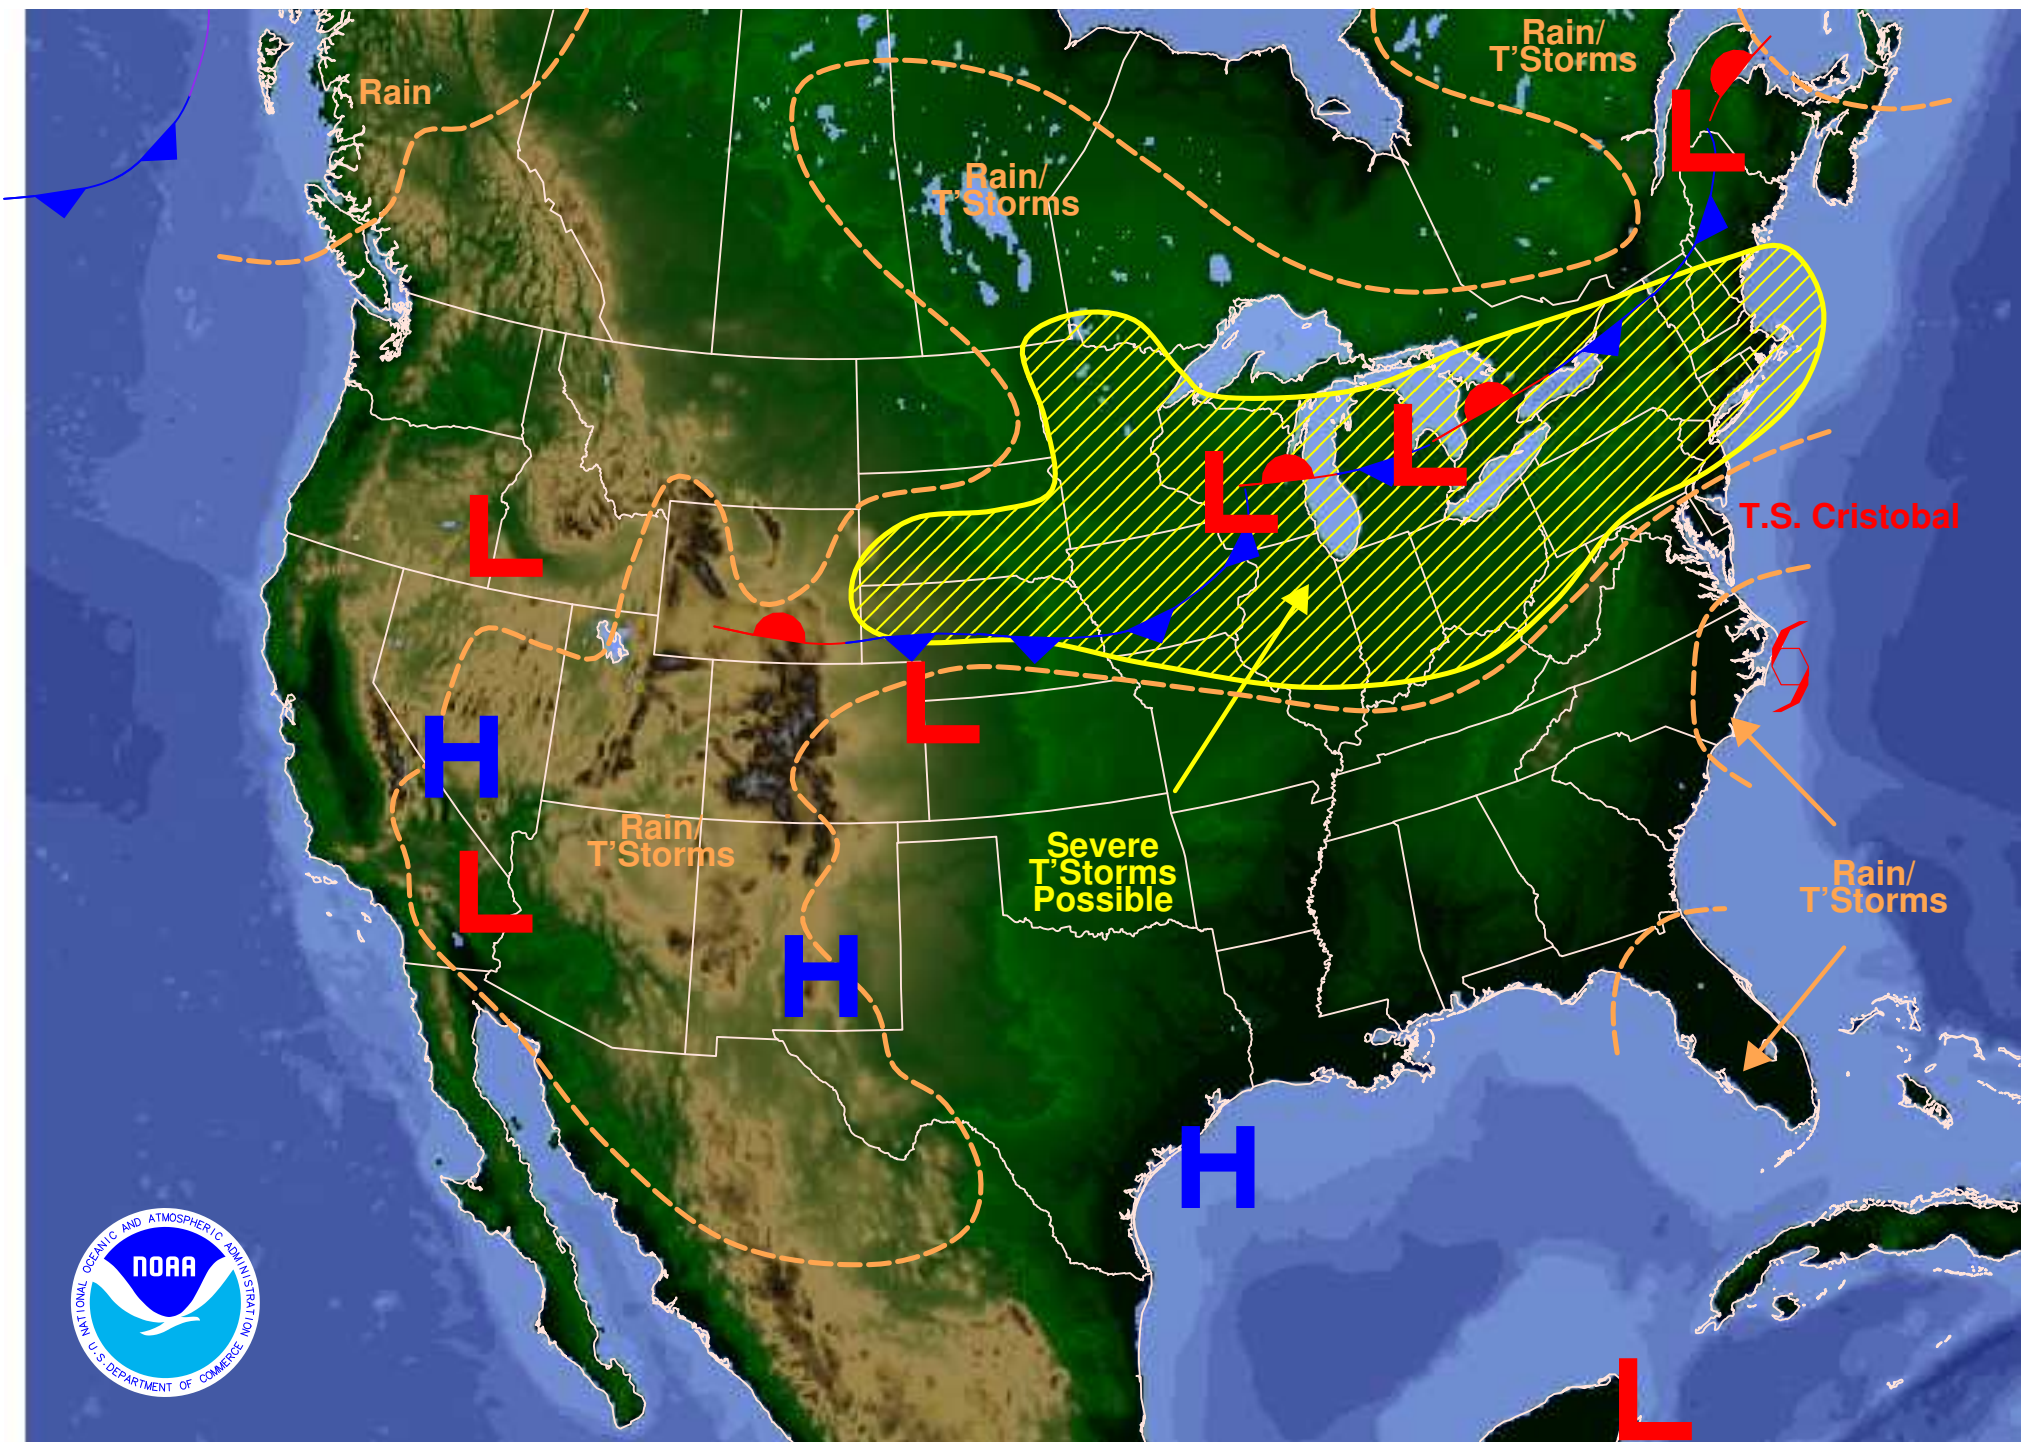 Rain
Rain/
T'Storms
Rain/
T'Storms
L
L
L
L
T.S. Cristobal
L
L
H
Rain/
T'Storms
Severe
T'Storms
Possible
Rain/
T'Storms
L
H
H
NATIONAL OCEANIC AND ATMOSPHERIC ADMINISTRATION
NOAA
U.S. DEPARTMENT OF COMMERCE
L